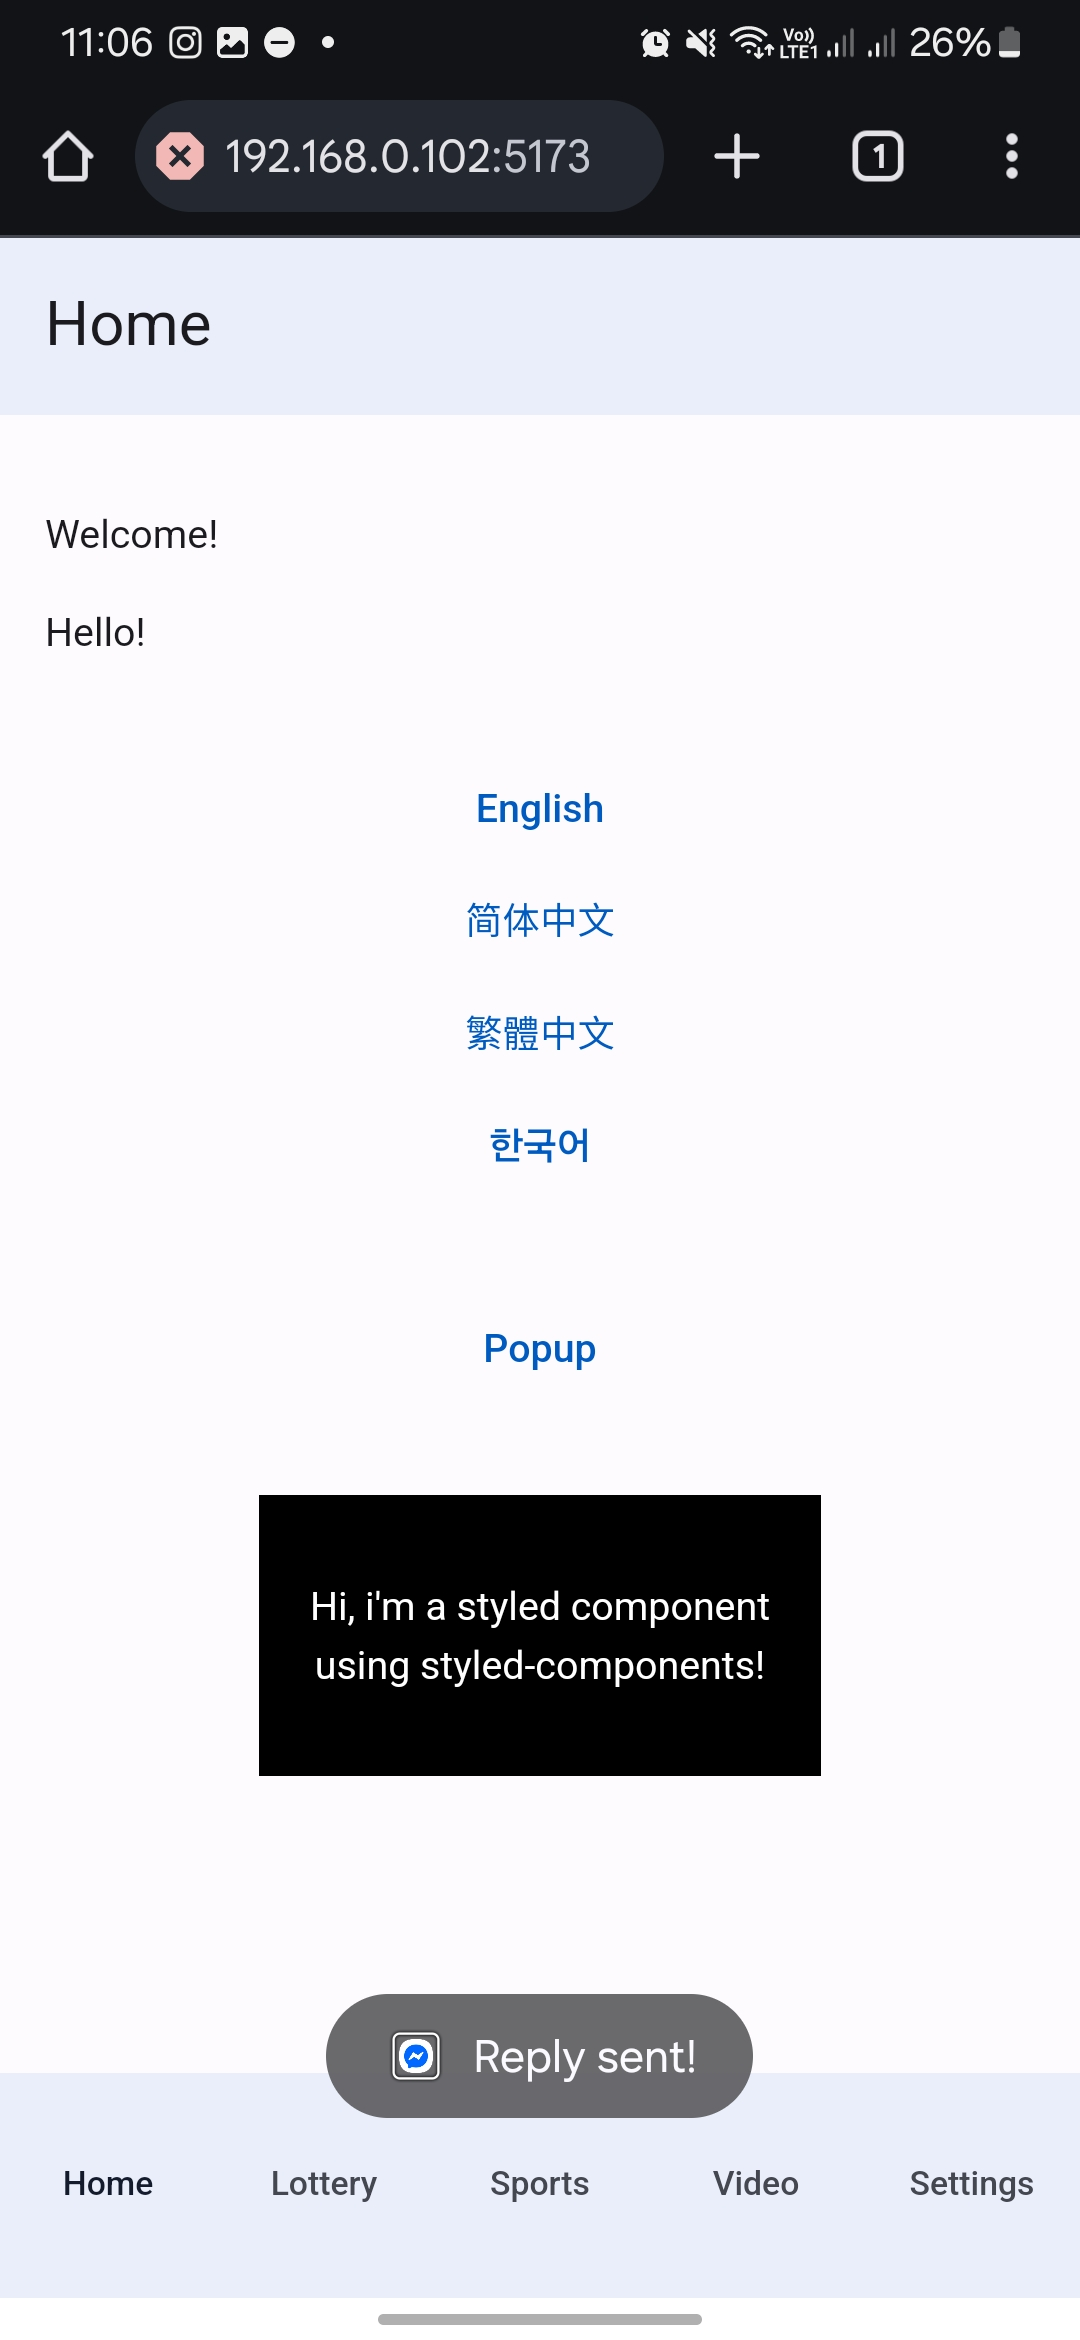 11:06
Vo)) LTE1
26%
192.168.0.102:5173
1
Home
Welcome!
Hello!
English
简体中文
繁體中文
한국어
Popup
Hi, i'm a styled component
using styled-components!
Reply sent!
Home Lottery Sports Video Settings